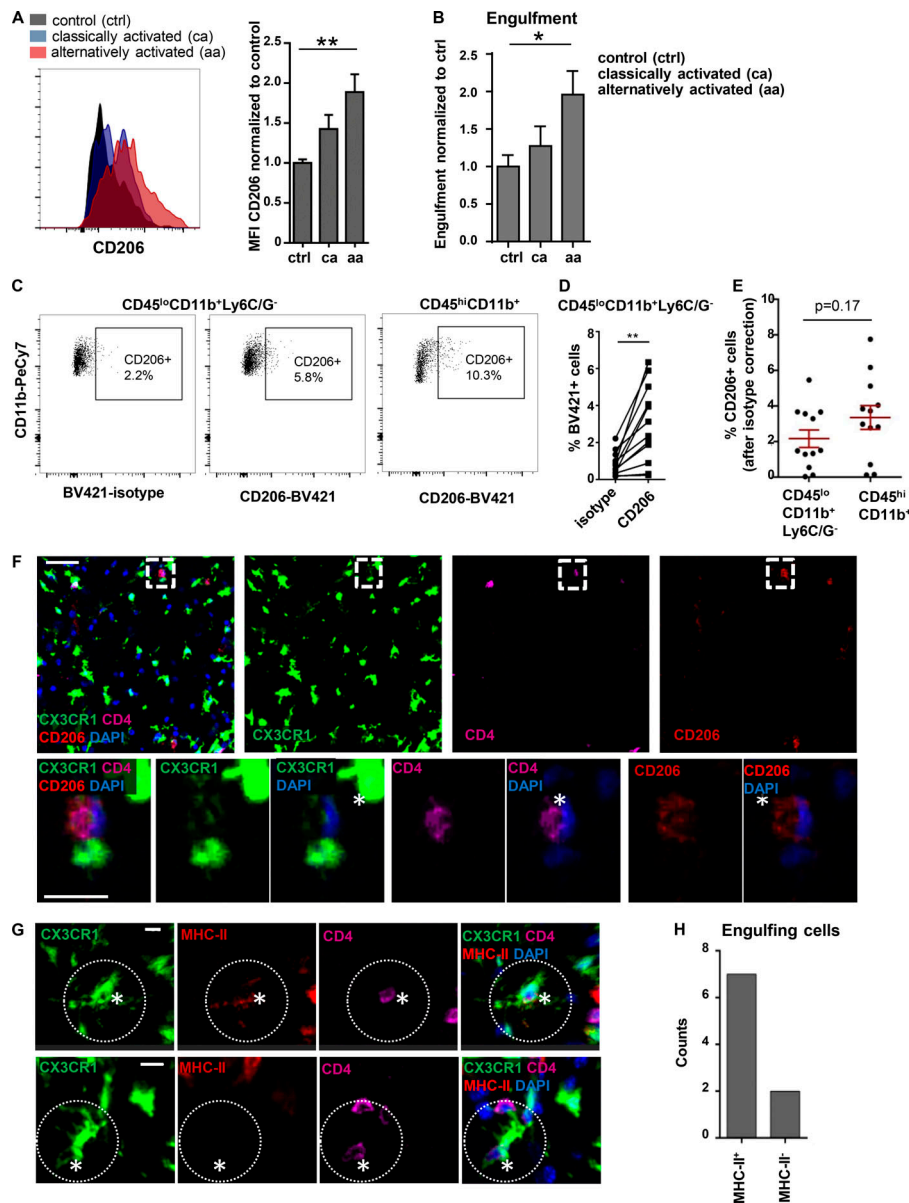 A
control (ctrl)
classically activated (ca)
alternatively activated (aa)
CD206
MFI CD206 normalized to control
2.5
2.0
1.5
1.0
0.5
0.0
**
ctrl ca aa
B
Engulfment
Engulfment normalized to ctrl
2.5
2.0
1.5
1.0
0.5
0.0
*
ctrl ca aa
control (ctrl)
classically activated (ca)
alternatively activated (aa)
C
CD45loCD11b+Ly6C/G-
CD45hiCD11b+
CD11b-PeCy7
CD206+
2.2%
CD206+
5.8%
CD206+
10.3%
BV421-isotype
CD206-BV421
CD206-BV421
D
CD45loCD11b+Ly6C/G-
% BV421+ cells
8
6
4
2
0
**
isotype
CD206
E
% CD206+ cells
(after isotype correction)
10
8
6
4
2
0
p=0.17
CD45lo
CD11b+
Ly6C/G-
CD45hi
CD11b+
F
CX3CR1 CD4
CD206 DAPI
CX3CR1
CD4
CD206
CX3CR1 CD4
CD206 DAPI
CX3CR1
CX3CR1
DAPI
*
CD4
CD4
DAPI
*
CD206
CD206
DAPI
*
G
CX3CR1
*
MHC-II
*
CD4
*
CX3CR1 CD4
MHC-II DAPI
*
CX3CR1
*
MHC-II
*
CD4
*
CX3CR1 CD4
MHC-II DAPI
*
H
Engulfing cells
Counts
8
6
4
2
0
MHC-II+
MHC-II-